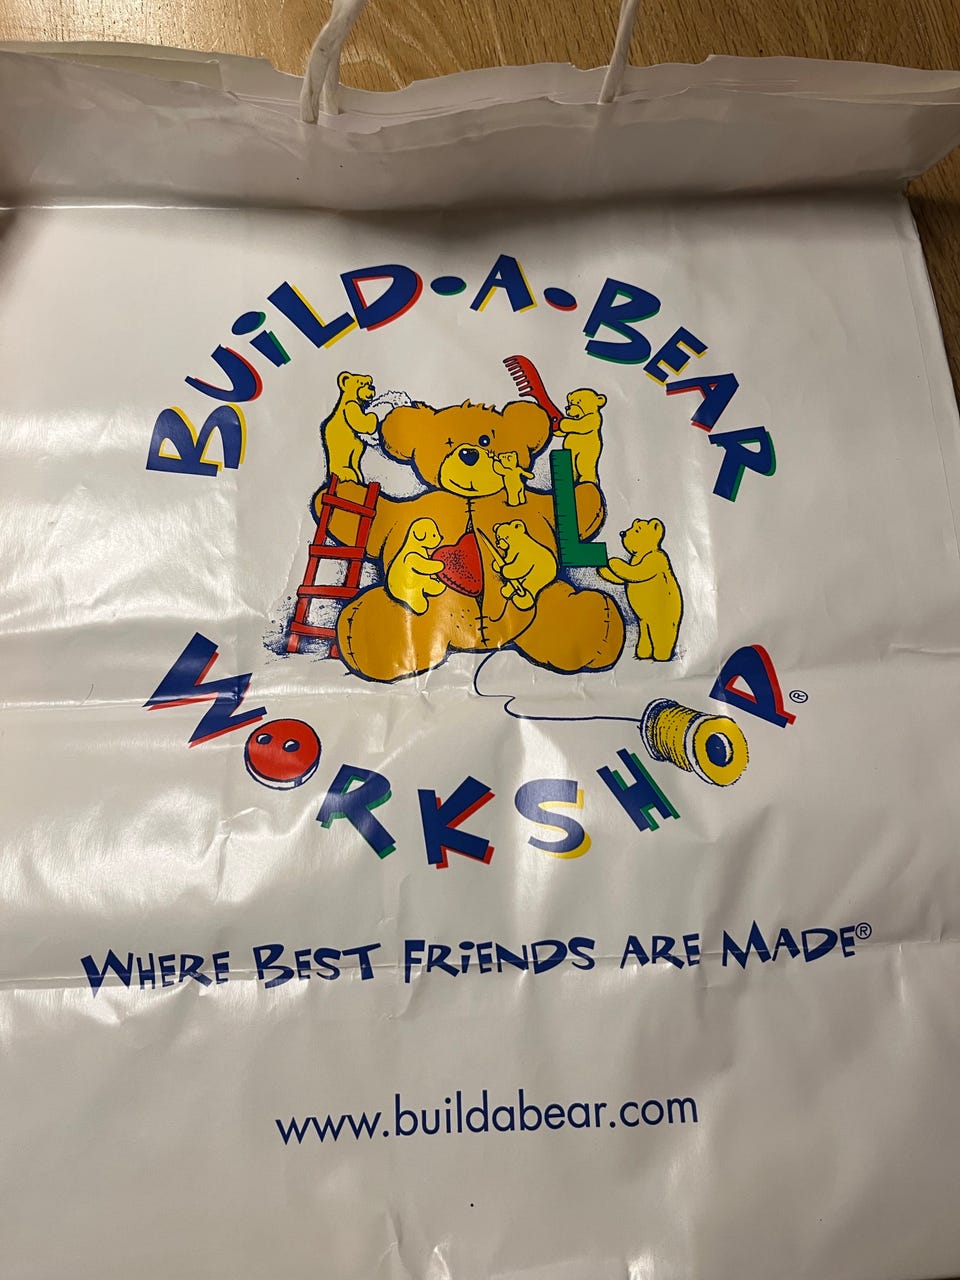 BUiLD-A-BEAR
WORKSHOP®
WHERE BEST FRiENDS ARE MADE®
www.buildabear.com